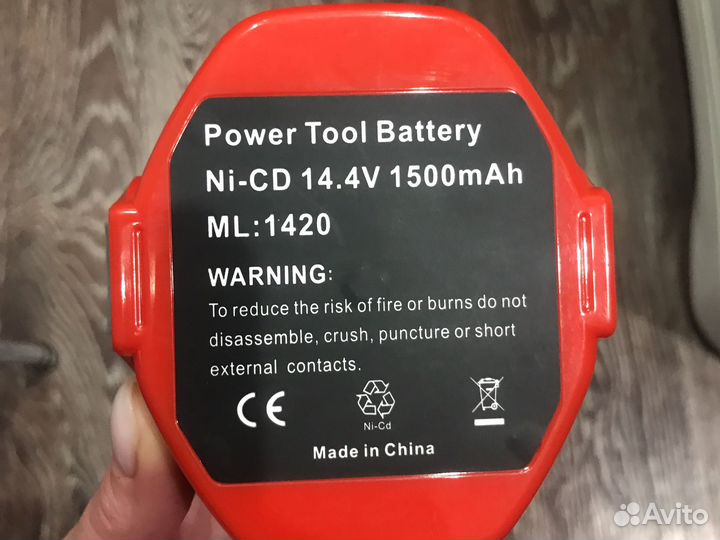 Power Tool Battery
Ni-CD 14.4V 1500mAh
ML:1420
WARNING:
To reduce the risk of fire or burns do not
disassemble, crush, puncture or short
external contacts.
CE
Ni-Cd
Made in China
Avito